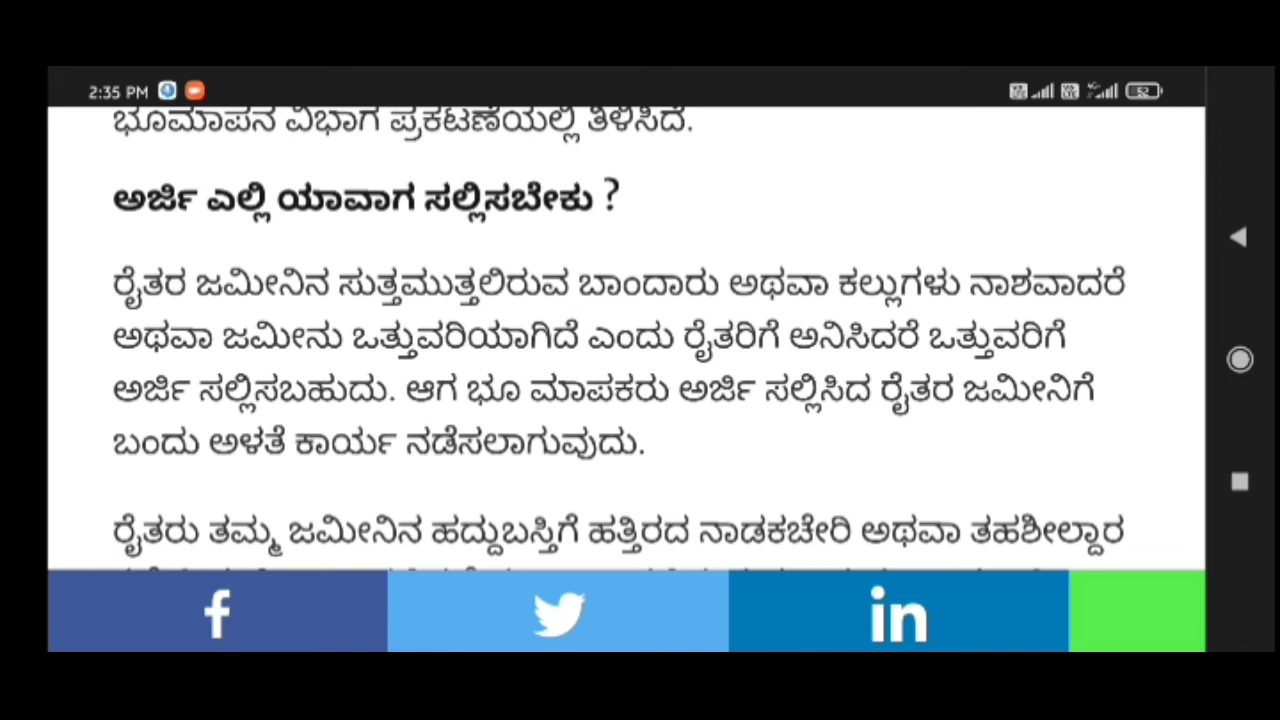 2:35 PM
52
ಭೂಮಾಪನ ವಿಭಾಗ ಪ್ರಕಟಣೆಯಲ್ಲಿ ತಿಳಿಸಿದೆ.
ಅರ್ಜಿ ಎಲ್ಲಿ ಯಾವಾಗ ಸಲ್ಲಿಸಬೇಕು ?
ರೈತರ ಜಮೀನಿನ ಸುತ್ತಮುತ್ತಲಿರುವ ಬಾಂದಾರು ಅಥವಾ ಕಲ್ಲುಗಳು ನಾಶವಾದರೆ
ಅಥವಾ ಜಮೀನು ಒತ್ತುವರಿಯಾಗಿದೆ ಎಂದು ರೈತರಿಗೆ ಅನಿಸಿದರೆ ಒತ್ತುವರಿಗೆ
ಅರ್ಜಿ ಸಲ್ಲಿಸಬಹುದು. ಆಗ ಭೂ ಮಾಪಕರು ಅರ್ಜಿ ಸಲ್ಲಿಸಿದ ರೈತರ ಜಮೀನಿಗೆ
ಬಂದು ಅಳತೆ ಕಾರ್ಯ ನಡೆಸಲಾಗುವುದು.
ರೈತರು ತಮ್ಮ ಜಮೀನಿನ ಹದ್ದುಬಸ್ತಿಗೆ ಹತ್ತಿರದ ನಾಡಕಚೇರಿ ಅಥವಾ ತಹಶೀಲ್ದಾರ
f
in